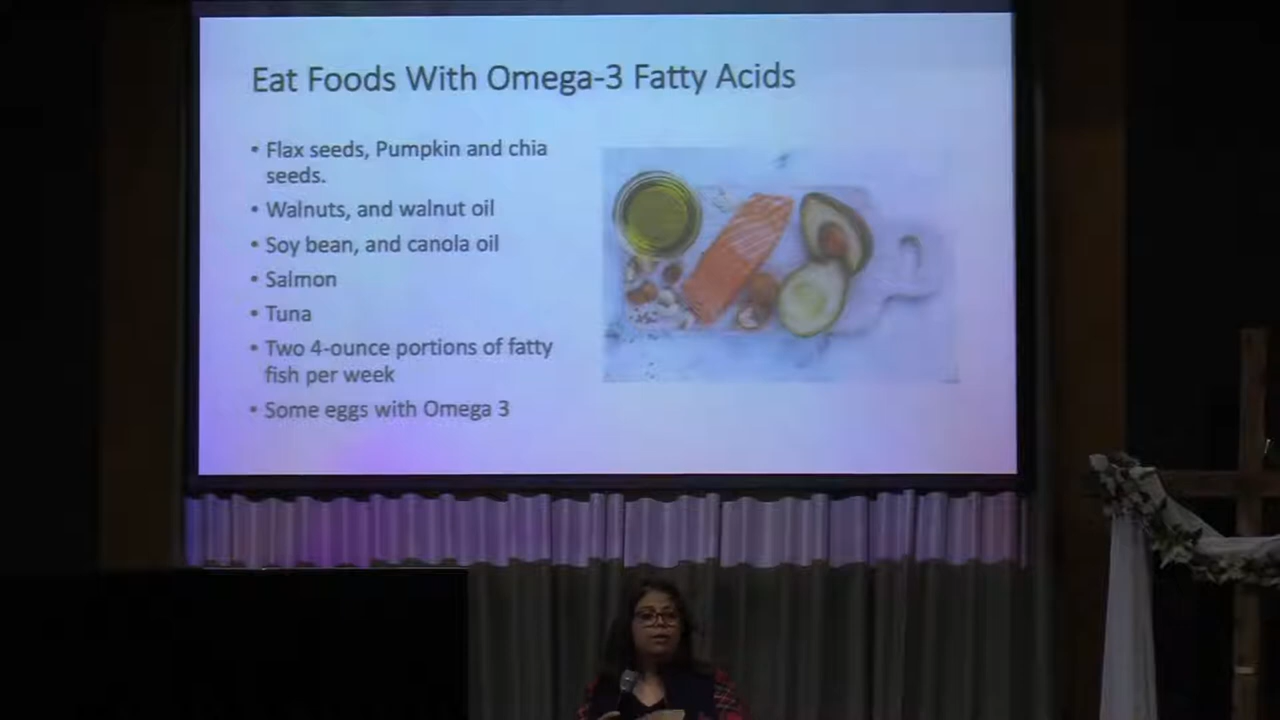 Eat Foods With Omega-3 Fatty Acids
• Flax seeds, Pumpkin and chia
seeds.
• Walnuts, and walnut oil
• Soy bean, and canola oil
• Salmon
• Tuna
• Two 4-ounce portions of fatty
fish per week
• Some eggs with Omega 3